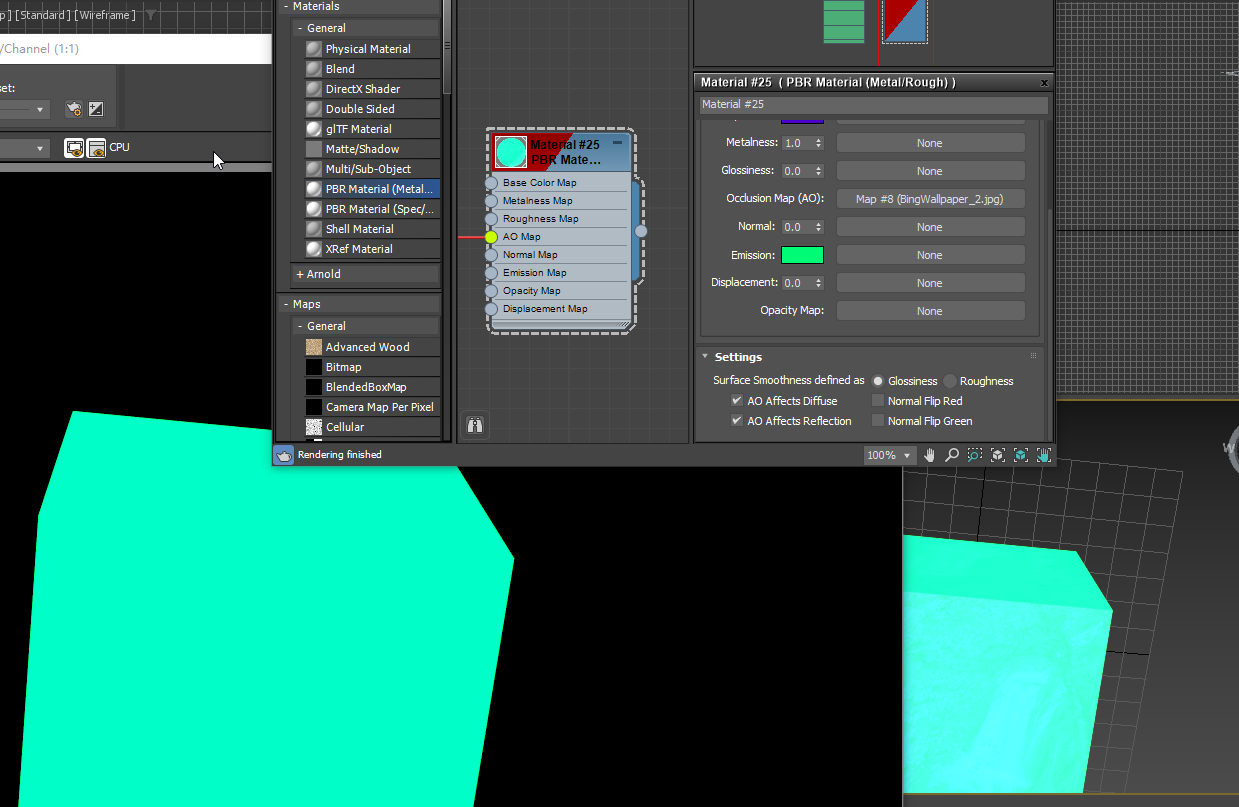 p ] [Standard ] [Wireframe ]
/Channel (1:1)
set:
CPU
- Materials
- General
Physical Material
Blend
DirectX Shader
Double Sided
glTF Material
Matte/Shadow
Multi/Sub-Object
PBR Material (Metal...
PBR Material (Spec/...
Shell Material
XRef Material
+ Arnold
- Maps
- General
Advanced Wood
Bitmap
BlendedBoxMap
Camera Map Per Pixel
Cellular
Rendering finished
Material #25
PBR Mate...
Base Color Map
Metalness Map
Roughness Map
AO Map
Normal Map
Emission Map
Opacity Map
Displacement Map
Material #25 ( PBR Material (Metal/Rough) ) x
Material #25
Metalness: 1.0 None
Glossiness: 0.0 None
Occlusion Map (AO): Map #8 (BingWallpaper_2.jpg)
Normal: 0.0 None
Emission: None
Displacement: 0.0 None
Opacity Map: None
Settings
Surface Smoothness defined as Glossiness Roughness
AO Affects Diffuse Normal Flip Red
AO Affects Reflection Normal Flip Green
100%
W